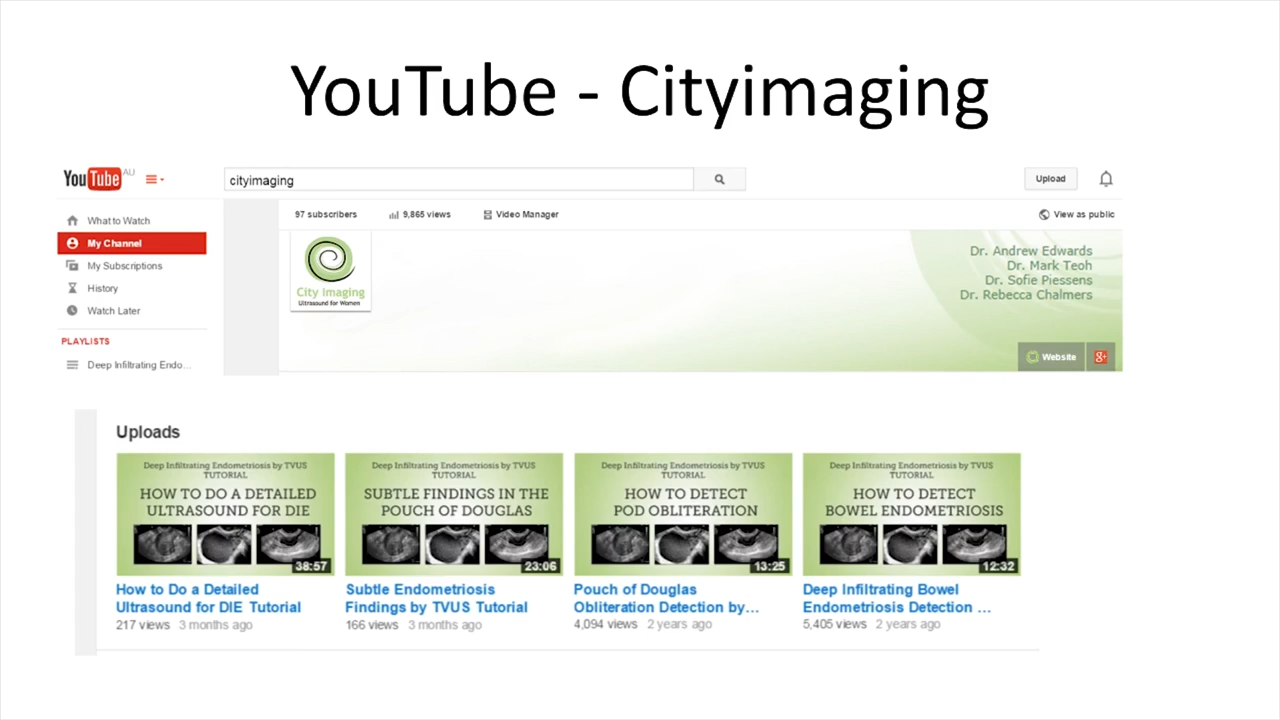 YouTube - Cityimaging
YouTube AU
cityimaging
Upload
What to Watch
My Channel
My Subscriptions
History
Watch Later
PLAYLISTS
Deep Infiltrating Endo...
97 subscribers
9,865 views
Video Manager
View as public
City Imaging
Ultrasound for Women
Dr. Andrew Edwards
Dr. Mark Teoh
Dr. Sofie Piessens
Dr. Rebecca Chalmers
Website
g+
Uploads
Deep Infiltrating Endometriosis by TVUS
TUTORIAL
HOW TO DO A DETAILED
ULTRASOUND FOR DIE
38:57
How to Do a Detailed
Ultrasound for DIE Tutorial
217 views 3 months ago
Deep Infiltrating Endometriosis by TVUS
TUTORIAL
SUBTLE FINDINGS IN THE
POUCH OF DOUGLAS
23:06
Subtle Endometriosis
Findings by TVUS Tutorial
166 views 3 months ago
Deep Infiltrating Endometriosis by TVUS
TUTORIAL
HOW TO DETECT
POD OBLITERATION
13:25
Pouch of Douglas
Obliteration Detection by...
4,094 views 2 years ago
Deep Infiltrating Endometriosis by TVUS
TUTORIAL
HOW TO DETECT
BOWEL ENDOMETRIOSIS
12:32
Deep Infiltrating Bowel
Endometriosis Detection ...
5,405 views 2 years ago